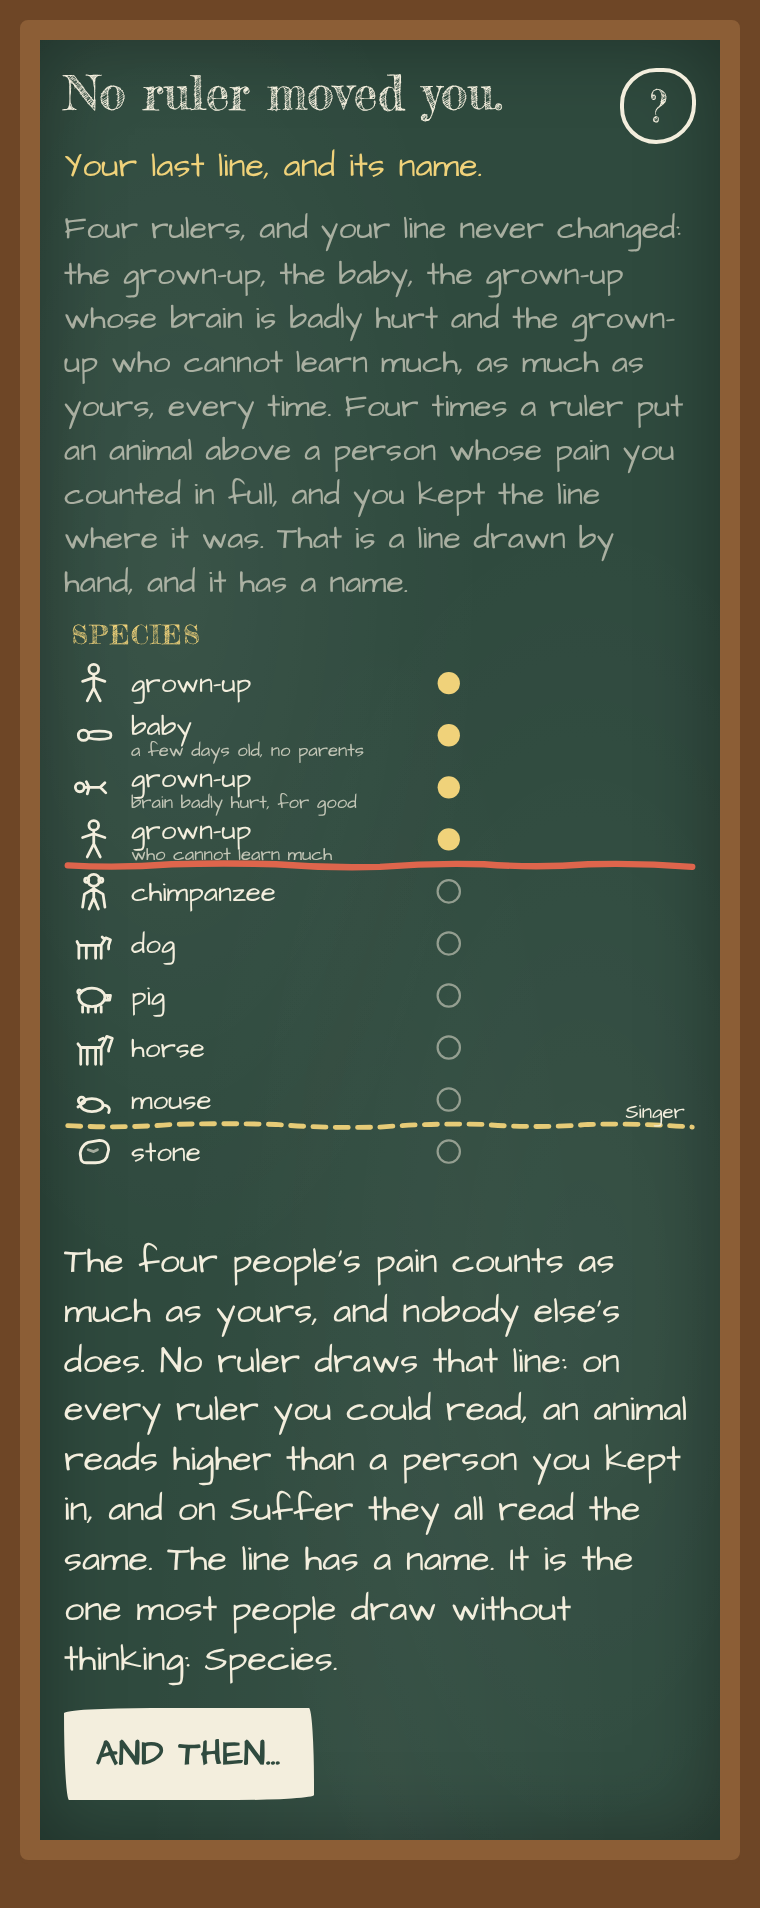 No ruler moved you.
?
Your last line, and its name.
Four rulers, and your line never changed:
the grown-up, the baby, the grown-up
whose brain is badly hurt and the grown-
up who cannot learn much, as much as
yours, every time. Four times a ruler put
an animal above a person whose pain you
counted in full, and you kept the line
where it was. That is a line drawn by
hand, and it has a name.
SPECIES
grown-up
baby
a few days old, no parents
grown-up
brain badly hurt, for good
grown-up
who cannot learn much
chimpanzee
dog
pig
horse
mouse
Singer
stone
The four people's pain counts as
much as yours, and nobody else's
does. No ruler draws that line: on
every ruler you could read, an animal
reads higher than a person you kept
in, and on Suffer they all read the
same. The line has a name. It is the
one most people draw without
thinking: Species.
AND THEN...